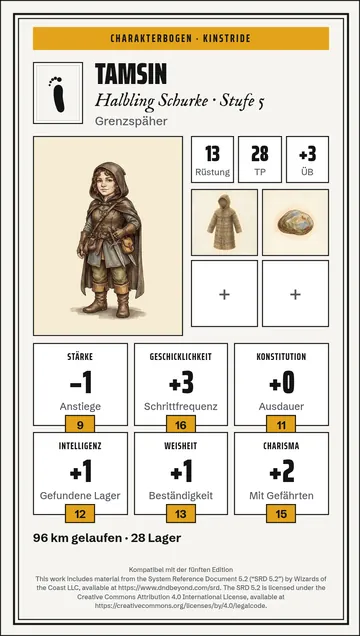 CHARAKTERBOGEN · KINSTRIDE
TAMSIN
Halbling Schurke · Stufe 5
Grenzspäher
13 28 +3
Rüstung TP ÜB
+ +
STÄRKE GESCHICKLICHKEIT KONSTITUTION
−1 +3 +0
Anstiege Schrittfrequenz Ausdauer
9 16 11
INTELLIGENZ WEISHEIT CHARISMA
+1 +1 +2
Gefundene Lager Beständigkeit Mit Gefährten
12 13 15
96 km gelaufen · 28 Lager
Kompatibel mit der fünften Edition
This work includes material from the System Reference Document 5.2 (“SRD 5.2”) by Wizards of
the Coast LLC, available at https://www.dndbeyond.com/srd. The SRD 5.2 is licensed under the
Creative Commons Attribution 4.0 International License, available at
https://creativecommons.org/licenses/by/4.0/legalcode.